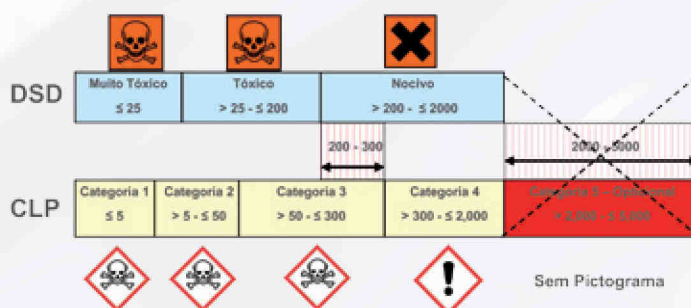 DSD
Muito Tóxico
≤ 25
Tóxico
> 25 - ≤ 200
Nocivo
> 200 - ≤ 2000
200 - 300
2000 - 5000
CLP
Categoria 1
≤ 5
Categoria 2
> 5 - ≤ 50
Categoria 3
> 50 - ≤ 300
Categoria 4
> 300 - ≤ 2,000
Categoria 5 – Opticional
> 2,000 - ≤ 5,000
Sem Pictograma